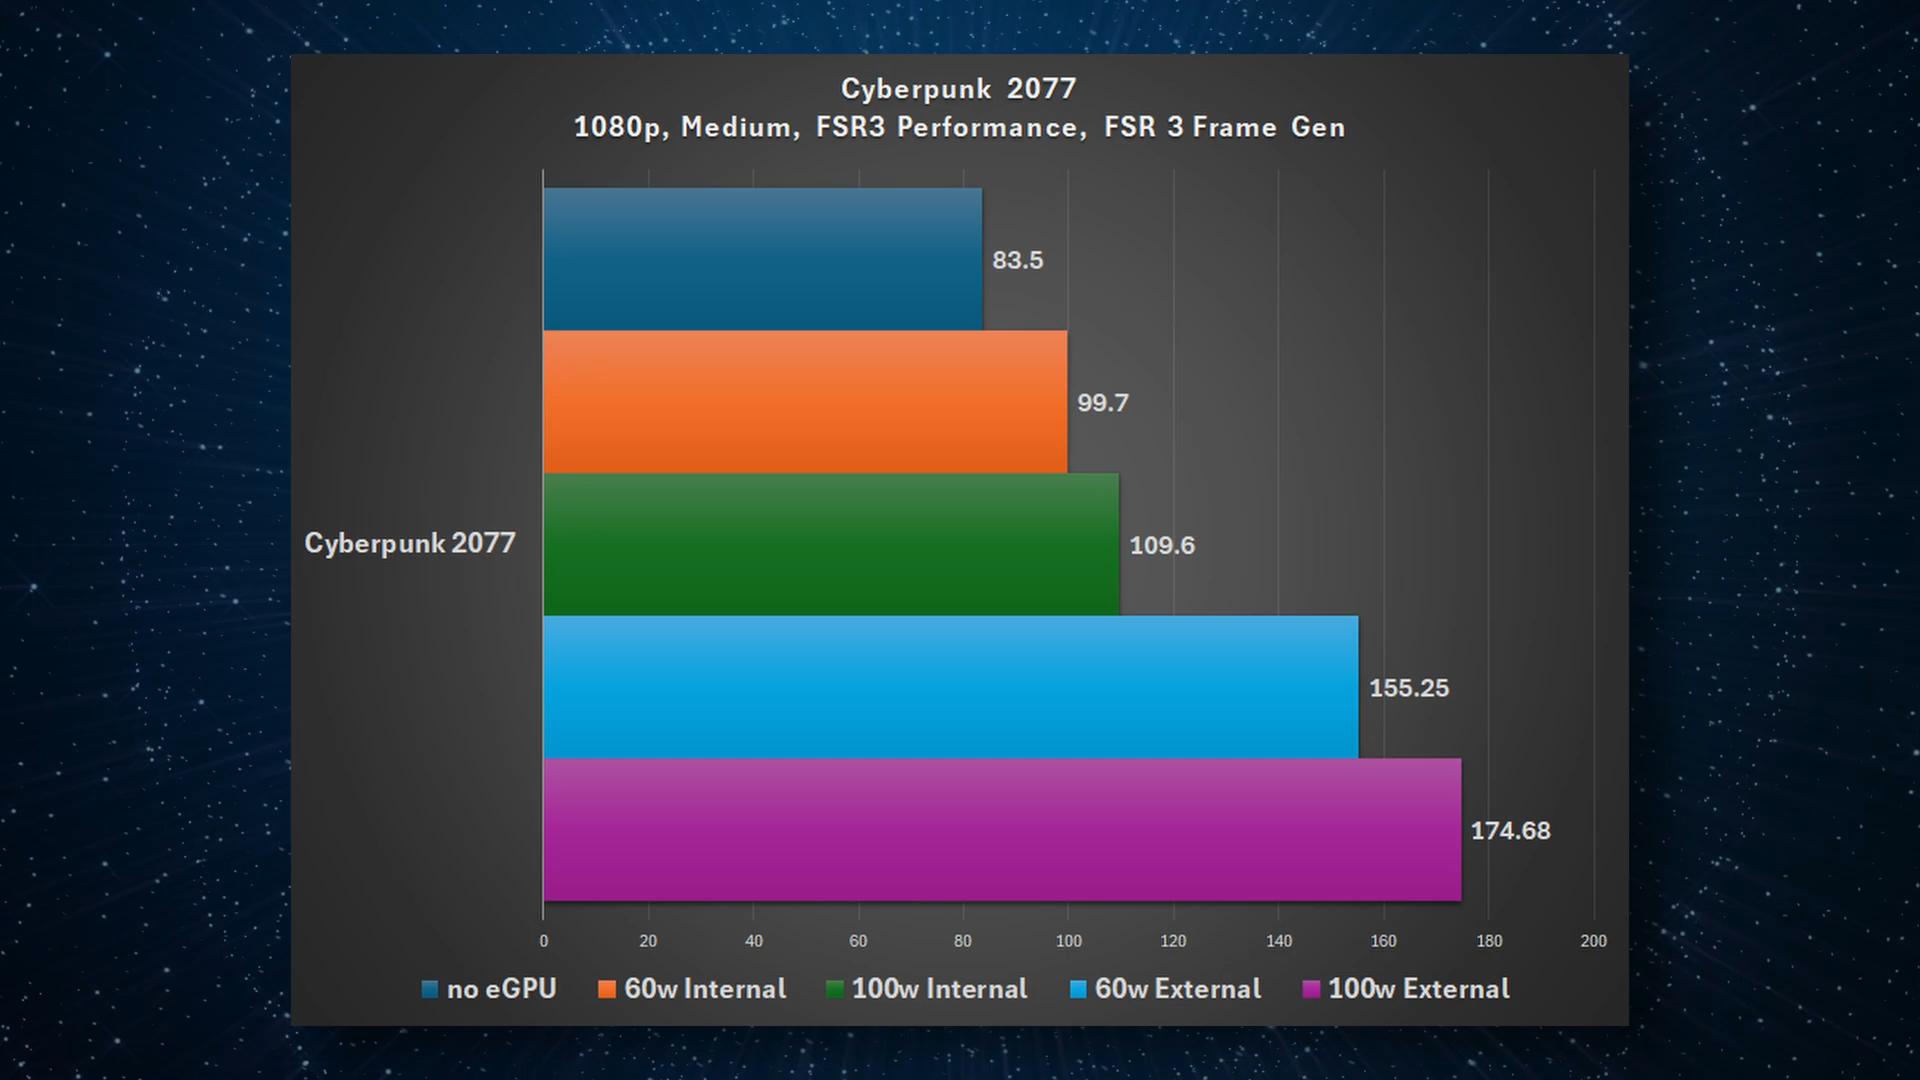 Cyberpunk 2077
1080p, Medium, FSR3 Performance, FSR 3 Frame Gen
83.5
99.7
109.6
Cyberpunk 2077
155.25
174.68
0 20 40 60 80 100 120 140 160 180 200
no eGPU 60w Internal 100w Internal 60w External 100w External